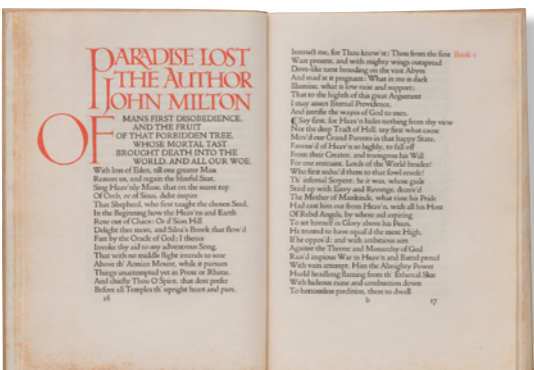 PARADISE LOST
THE AUTHOR
JOHN MILTON
OF MANS FIRST DISOBEDIENCE,
AND THE FRUIT
OF THAT FORBIDDEN TREE,
WHOSE MORTAL TAST
BROUGHT DEATH INTO THE
WORLD, AND ALL OUR WOE,
With loss of Eden, till one greater Man
Restore us, and regain the blissful Seat,
Sing Heav'nly Muse, that on the secret top
Of Oreb, or of Sinai, didst inspire
That Shepherd, who first taught the chosen Seed,
In the Beginning how the Heav'ns and Earth
Rose out of Chaos: Or if Sion Hill
Delight thee more, and Siloa's Brook that flow'd
Fast by the Oracle of God; I thence
Invoke thy aid to my adventrous Song,
That with no middle flight intends to soar
Above th' Aonian Mount, while it pursues
Things unattempted yet in Prose or Rhime.
And chiefly Thou O Spirit, that dost prefer
Before all Temples th' upright heart and pure,
16
Instruct me, for Thou know'st; Thou from the first Book 1
Wast present, and with mighty wings outspread
Dove-like satst brooding on the vast Abyss
And mad'st it pregnant: What in me is dark
Illumine, what is low raise and support;
That to the highth of this great Argument
I may assert Eternal Providence,
And justifie the wayes of God to men.
¶ Say first, for Heav'n hides nothing from thy view
Nor the deep Tract of Hell, say first what cause
Mov'd our Grand Parents in that happy State,
Favour'd of Heav'n so highly, to fall off
From their Creator, and transgress his Will
For one restraint, Lords of the World besides?
Who first seduc'd them to that fowl revolt?
Th' infernal Serpent; he it was, whose guile
Stird up with Envy and Revenge, deceiv'd
The Mother of Mankinde, what time his Pride
Had cast him out from Heav'n, with all his Host
Of Rebel Angels, by whose aid aspiring
To set himself in Glory above his Peers,
He trusted to have equal'd the most High,
If he oppos'd; and with ambitious aim
Against the Throne and Monarchy of God
Rais'd impious War in Heav'n and Battel proud
With vain attempt. Him the Almighty Power
Hurld headlong flaming from th' Ethereal Skie
With hideous ruine and combustion down
To bottomless perdition, there to dwell
b 17